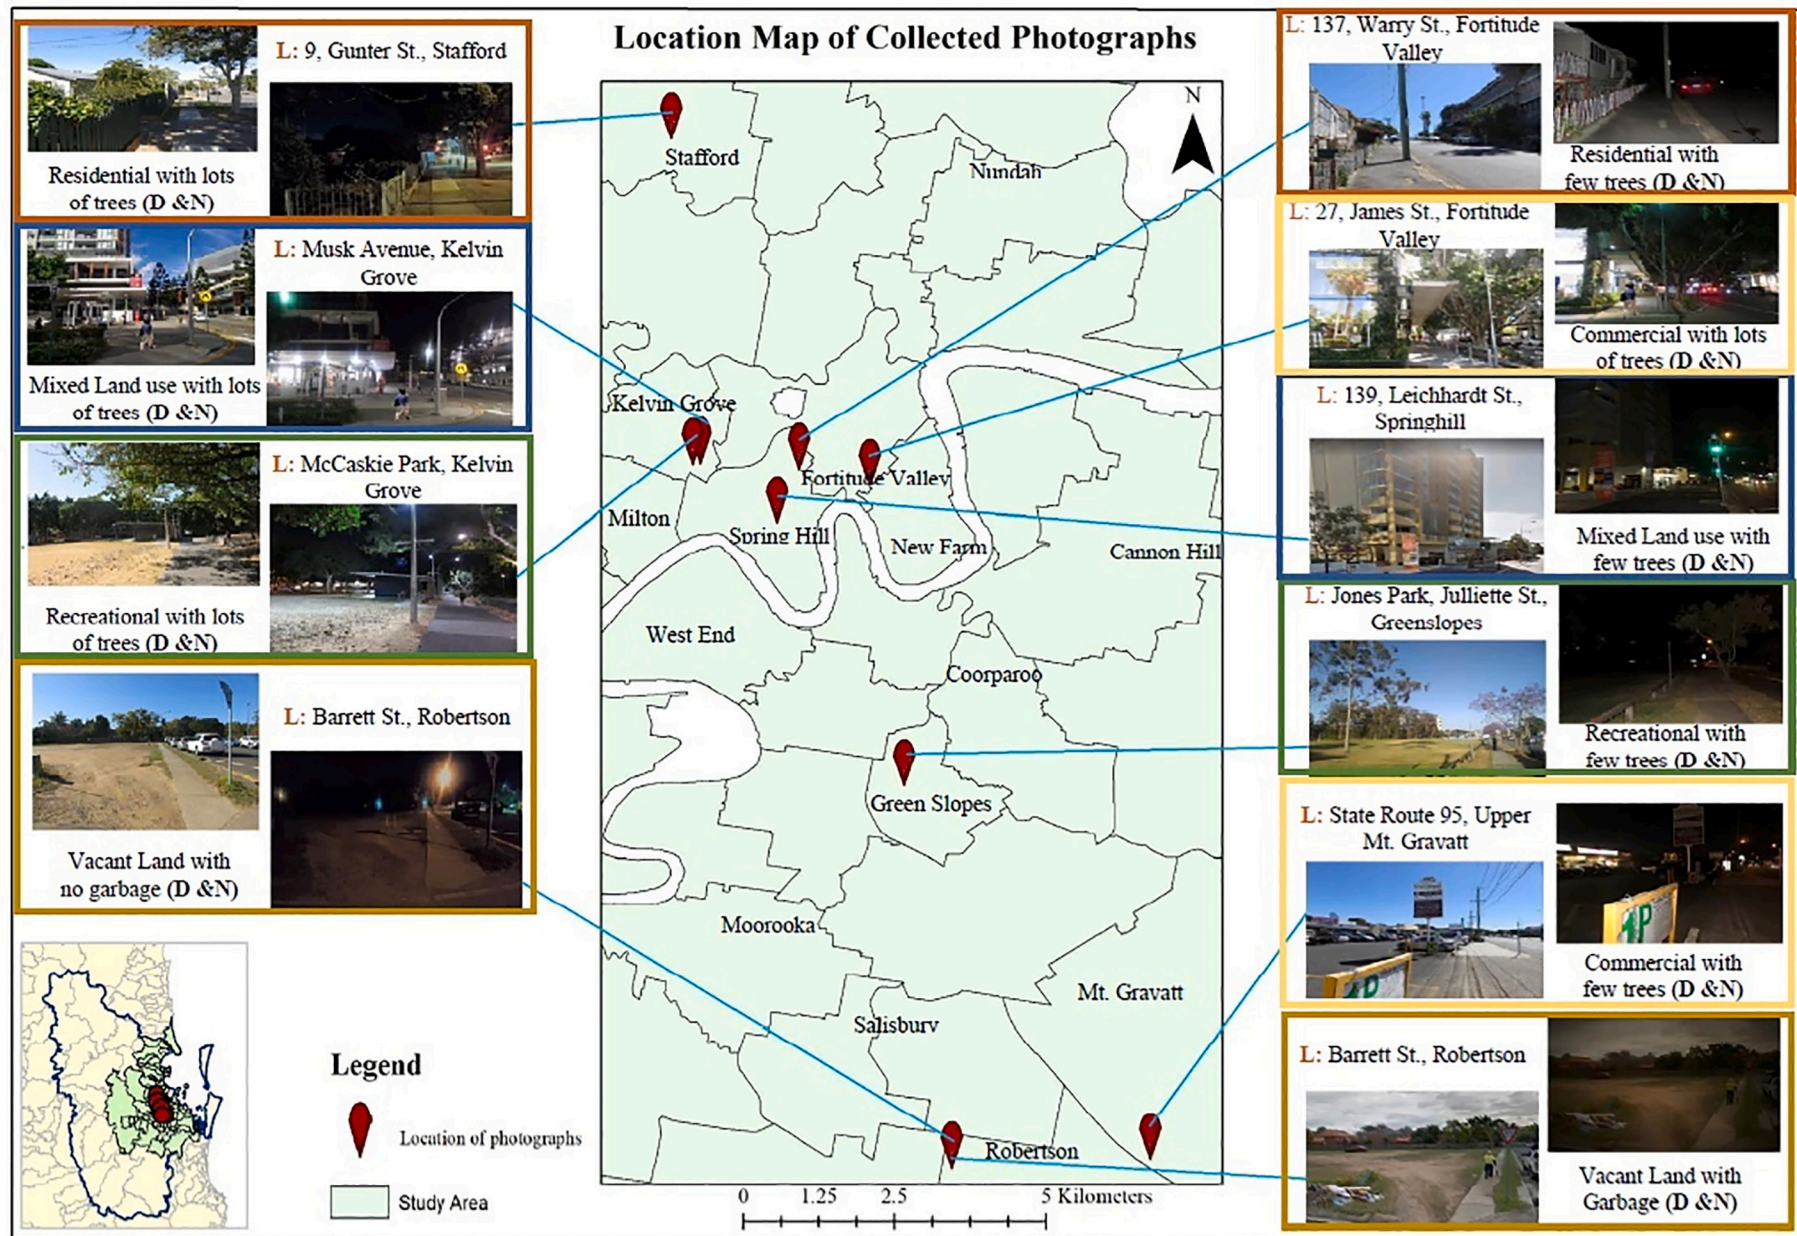 Location Map of Collected Photographs
L: 9, Gunter St., Stafford
Residential with lots
of trees (D &N)
L: Musk Avenue, Kelvin
Grove
Mixed Land use with lots
of trees (D &N)
L: McCaskie Park, Kelvin
Grove
Recreational with lots
of trees (D &N)
L: Barrett St., Robertson
Vacant Land with
no garbage (D &N)
N
Stafford
Nundah
Kelvin Grove
Fortitude Valley
Milton
Spring Hill
New Farm
Cannon Hill
West End
Coorparoo
Green Slopes
Moorooka
Mt. Gravatt
Salisbury
Robertson
0 1.25 2.5 5 Kilometers
Legend
Location of photographs
Study Area
L: 137, Warry St., Fortitude
Valley
Residential with
few trees (D &N)
L: 27, James St., Fortitude
Valley
Commercial with lots
of trees (D &N)
L: 139, Leichhardt St.,
Springhill
Mixed Land use with
few trees (D &N)
L: Jones Park, Julliette St.,
Greenslopes
Recreational with
few trees (D &N)
L: State Route 95, Upper
Mt. Gravatt
1P
1P
Commercial with
few trees (D &N)
L: Barrett St., Robertson
Vacant Land with
Garbage (D &N)